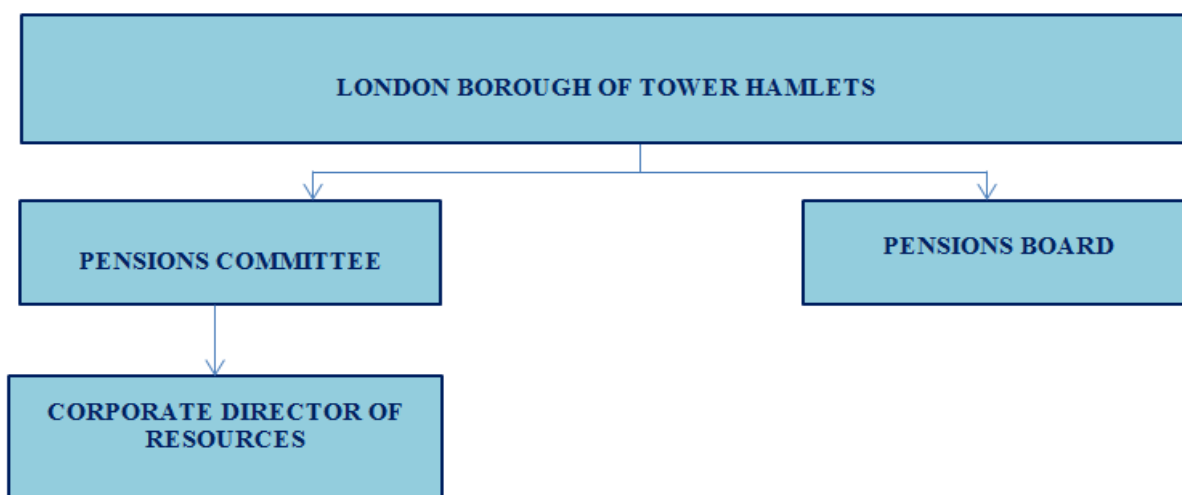 LONDON BOROUGH OF TOWER HAMLETS
PENSIONS COMMITTEE
PENSIONS BOARD
CORPORATE DIRECTOR OF
RESOURCES